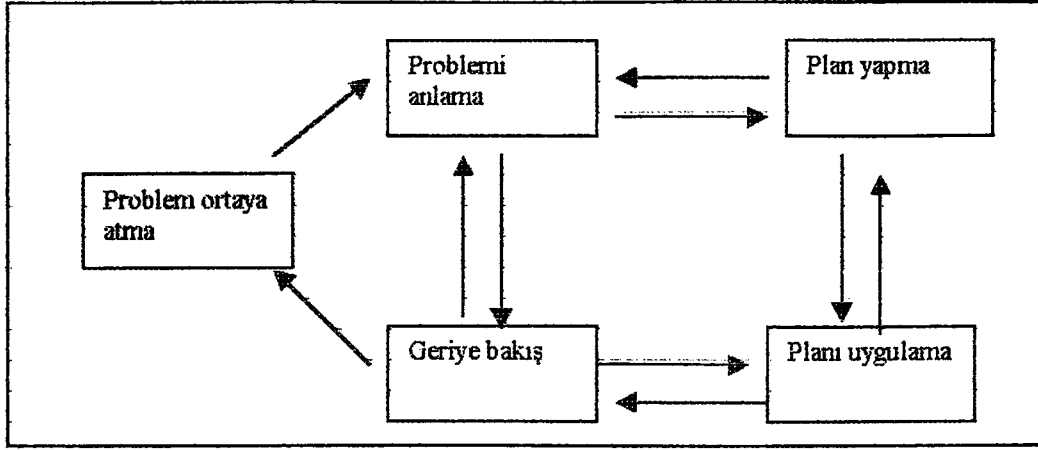 Problemi
anlama
Plan yapma
Problem ortaya
atma
Geriye bakış
Planı uygulama